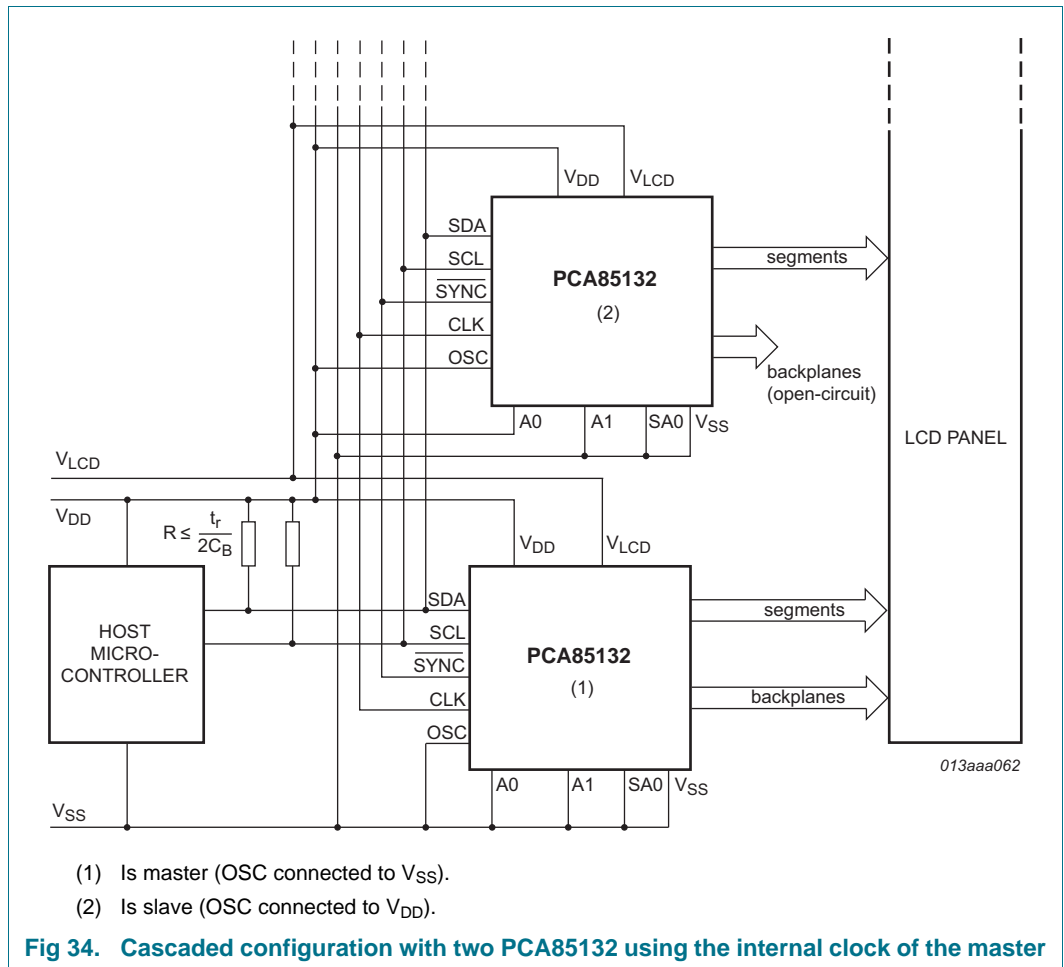 VDD VLCD
SDA
SCL
SYNC
CLK
OSC
PCA85132
(2)
segments
backplanes
(open-circuit)
A0 A1 SA0 VSS
LCD PANEL
VLCD
VDD
R ≤ tr
2CB
VDD VLCD
HOST
MICRO-
CONTROLLER
SDA
SCL
SYNC
CLK
OSC
PCA85132
(1)
segments
backplanes
A0 A1 SA0 VSS
VSS
013aaa062
(1) Is master (OSC connected to VSS).
(2) Is slave (OSC connected to VDD).
Fig 34. Cascaded configuration with two PCA85132 using the internal clock of the master